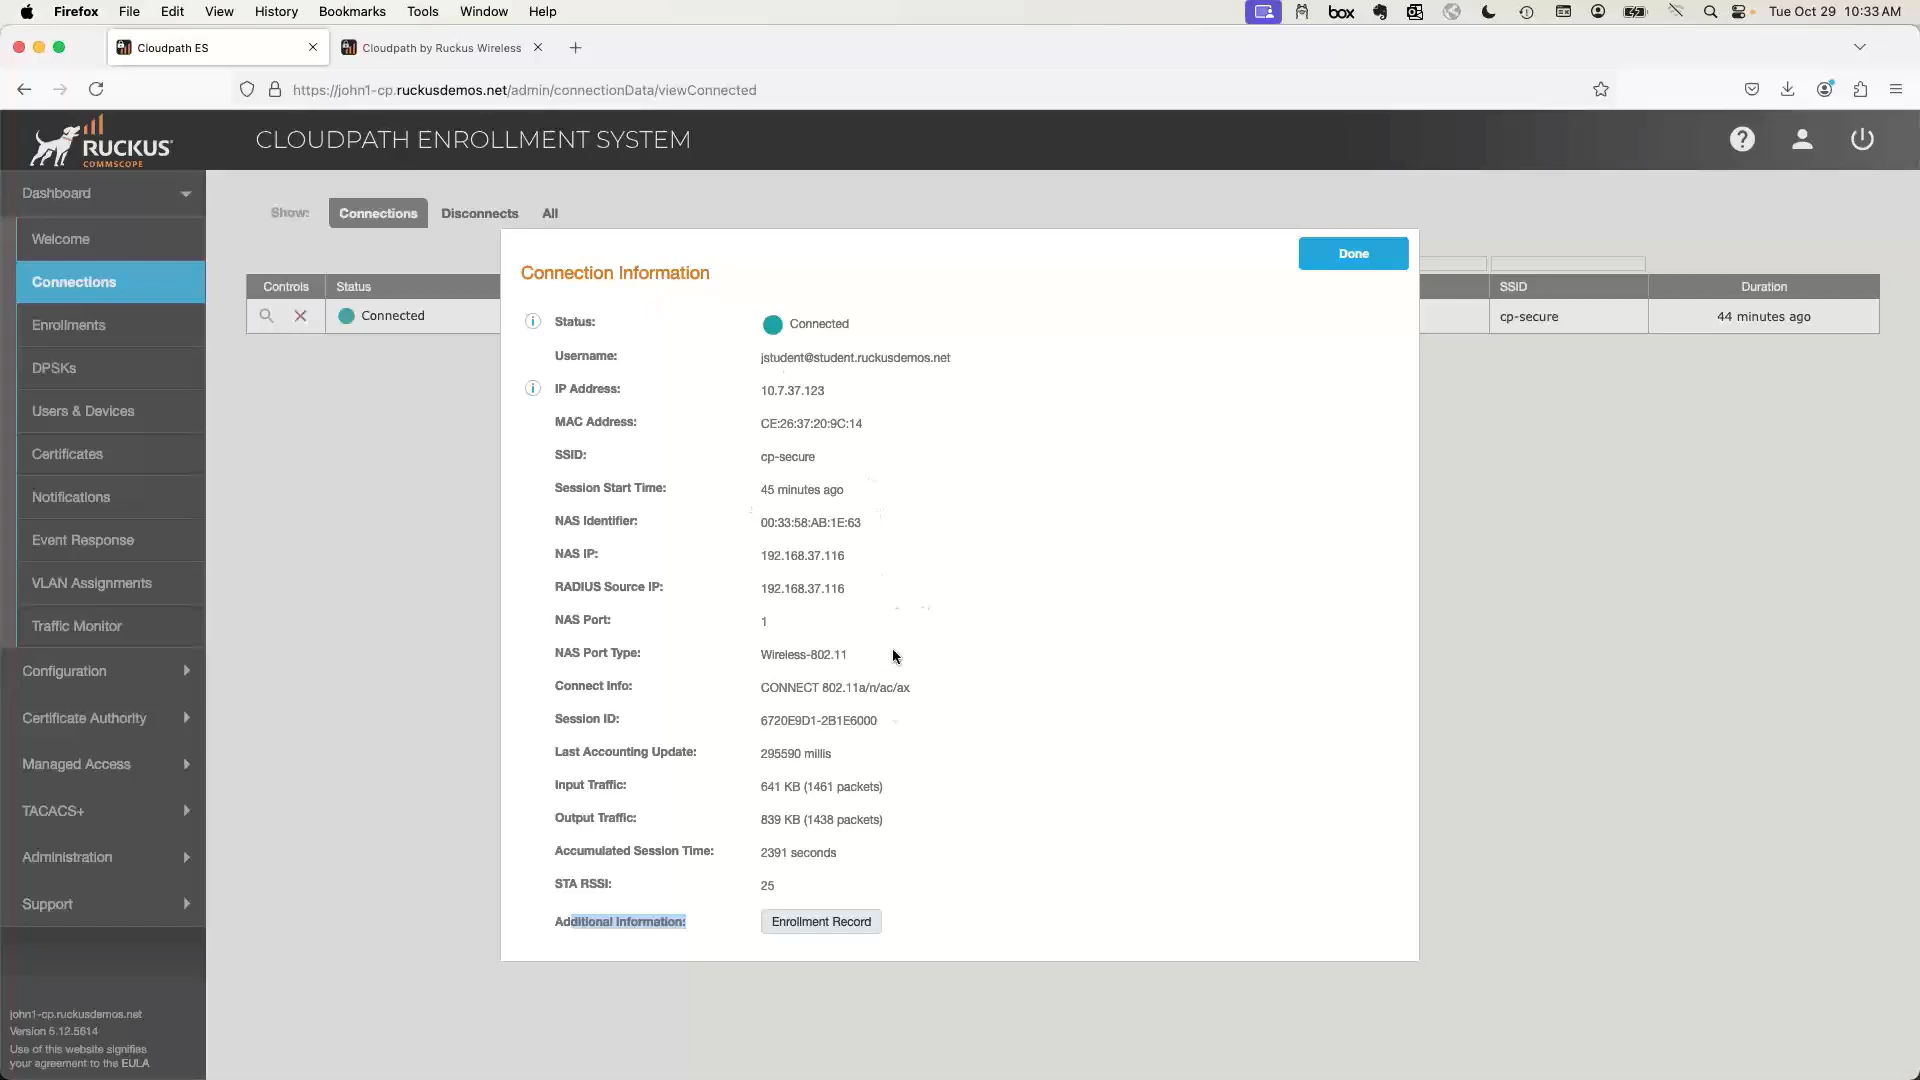 Firefox File Edit View History Bookmarks Tools Window Help box Tue Oct 29 10:33 AM
Cloudpath ES Cloudpath by Ruckus Wireless
https://john1-cp.ruckusdemos.net/admin/connectionData/viewConnected
RUCKUS
COMMSCOPE
CLOUDPATH ENROLLMENT SYSTEM
Dashboard
Welcome
Connections
Enrollments
DPSKs
Users & Devices
Certificates
Notifications
Event Response
VLAN Assignments
Traffic Monitor
Configuration
Certificate Authority
Managed Access
TACACS+
Administration
Support
john1-cp.ruckusdemos.net
Version 5.12.5614
Use of this website signifies
your agreement to the EULA
Show: Connections Disconnects All
Controls Status SSID Duration
Connected cp-secure 44 minutes ago
Done
Connection Information
Status: Connected
Username: jstudent@student.ruckusdemos.net
IP Address: 10.7.37.123
MAC Address: CE:26:37:20:9C:14
SSID: cp-secure
Session Start Time: 45 minutes ago
NAS Identifier: 00:33:58:AB:1E:63
NAS IP: 192.168.37.116
RADIUS Source IP: 192.168.37.116
NAS Port: 1
NAS Port Type: Wireless-802.11
Connect Info: CONNECT 802.11a/n/ac/ax
Session ID: 6720E9D1-2B1E6000
Last Accounting Update: 295590 millis
Input Traffic: 641 KB (1461 packets)
Output Traffic: 839 KB (1438 packets)
Accumulated Session Time: 2391 seconds
STA RSSI: 25
Additional Information: Enrollment Record